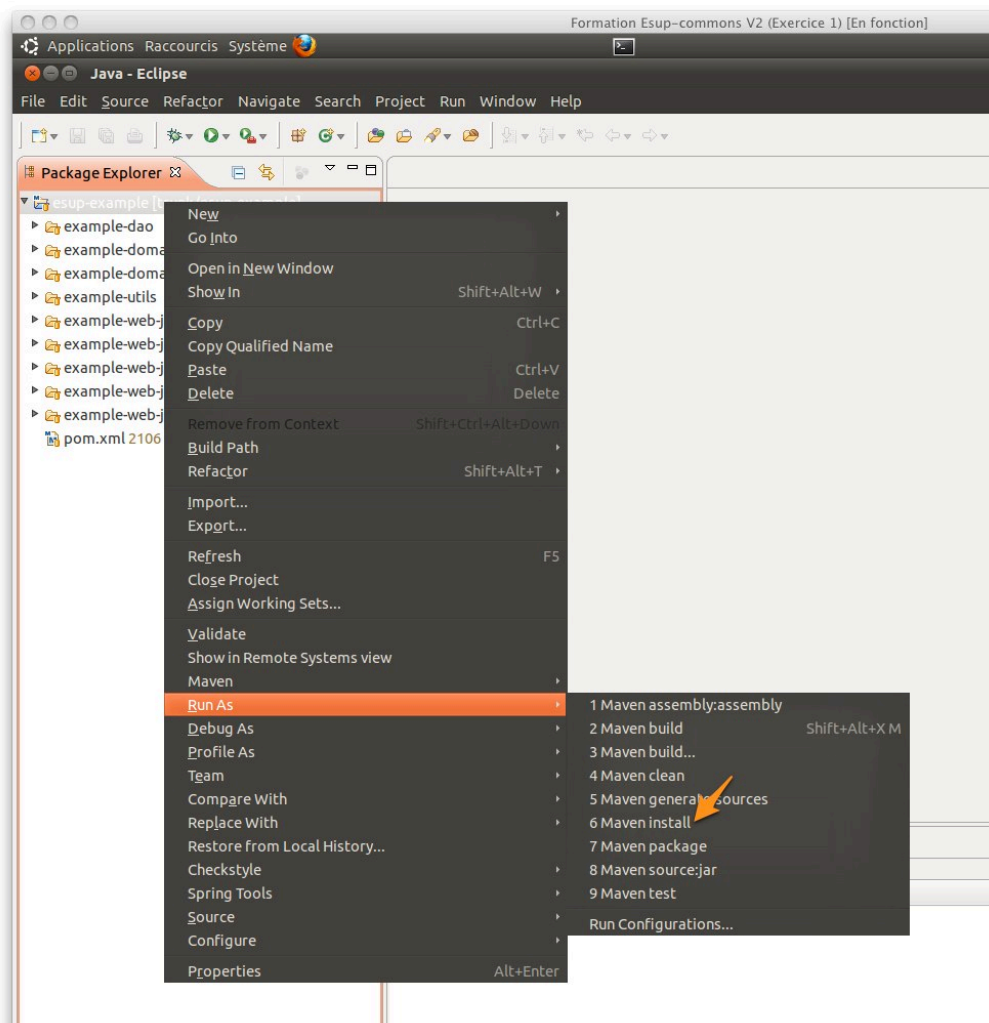 Formation Esup-commons V2 (Exercice 1) [En fonction]
Applications Raccourcis Système
Java - Eclipse
File Edit Source Refactor Navigate Search Project Run Window Help
Package Explorer
esup-example
example-dao
example-doma
example-doma
example-utils
example-web-j
example-web-j
example-web-j
example-web-j
example-web-j
pom.xml 2106
New
Go Into
Open in New Window
Show In Shift+Alt+W
Copy Ctrl+C
Copy Qualified Name
Paste Ctrl+V
Delete Delete
Remove from Context Shift+Ctrl+Alt+Down
Build Path
Refactor Shift+Alt+T
Import...
Export...
Refresh F5
Close Project
Assign Working Sets...
Validate
Show in Remote Systems view
Maven
Run As
Debug As
Profile As
Team
Compare With
Replace With
Restore from Local History...
Checkstyle
Spring Tools
Source
Configure
Properties Alt+Enter
1 Maven assembly:assembly
2 Maven build Shift+Alt+X M
3 Maven build...
4 Maven clean
5 Maven generate-sources
6 Maven install
7 Maven package
8 Maven source:jar
9 Maven test
Run Configurations...